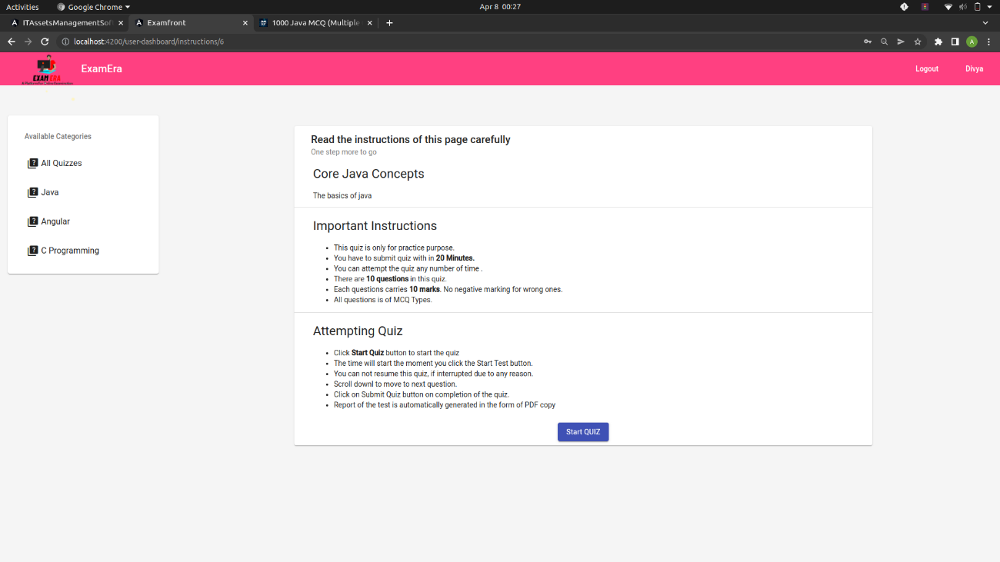 Activities
Google Chrome
Apr 8 00:27
ITAssetsManagementSof
Examfront
1000 Java MCQ (Multiple
localhost:4200/user-dashboard/instructions/6
A
EXAM ERA
A Platform For Online Examination
ExamEra
Logout
Divya
Available Categories
All Quizzes
Java
Angular
C Programming
Read the instructions of this page carefully
One step more to go
Core Java Concepts
The basics of java
Important Instructions
This quiz is only for practice purpose.
You have to submit quiz with in 20 Minutes.
You can attempt the quiz any number of time .
There are 10 questions in this quiz.
Each questions carries 10 marks. No negative marking for wrong ones.
All questions is of MCQ Types.
Attempting Quiz
Click Start Quiz button to start the quiz
The time will start the moment you click the Start Test button.
You can not resume this quiz, if interrupted due to any reason.
Scroll downl to move to next question.
Click on Submit Quiz button on completion of the quiz.
Report of the test is automatically generated in the form of PDF copy
Start QUIZ